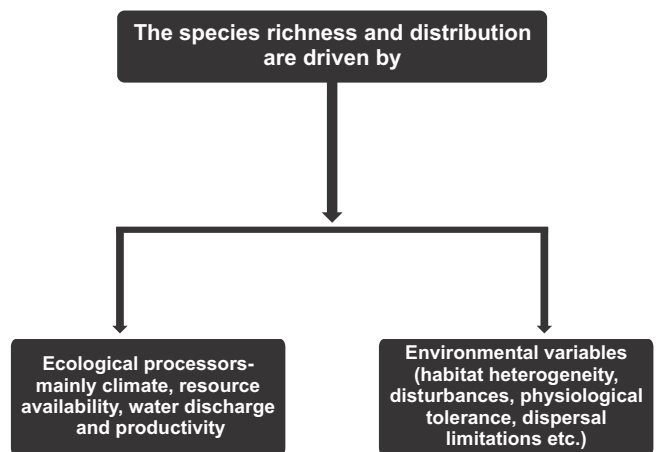 The species richness and distribution
are driven by
Ecological processors-
mainly climate, resource
availability, water discharge
and productivity
Environmental variables
(habitat heterogeneity,
disturbances, physiological
tolerance, dispersal
limitations etc.)